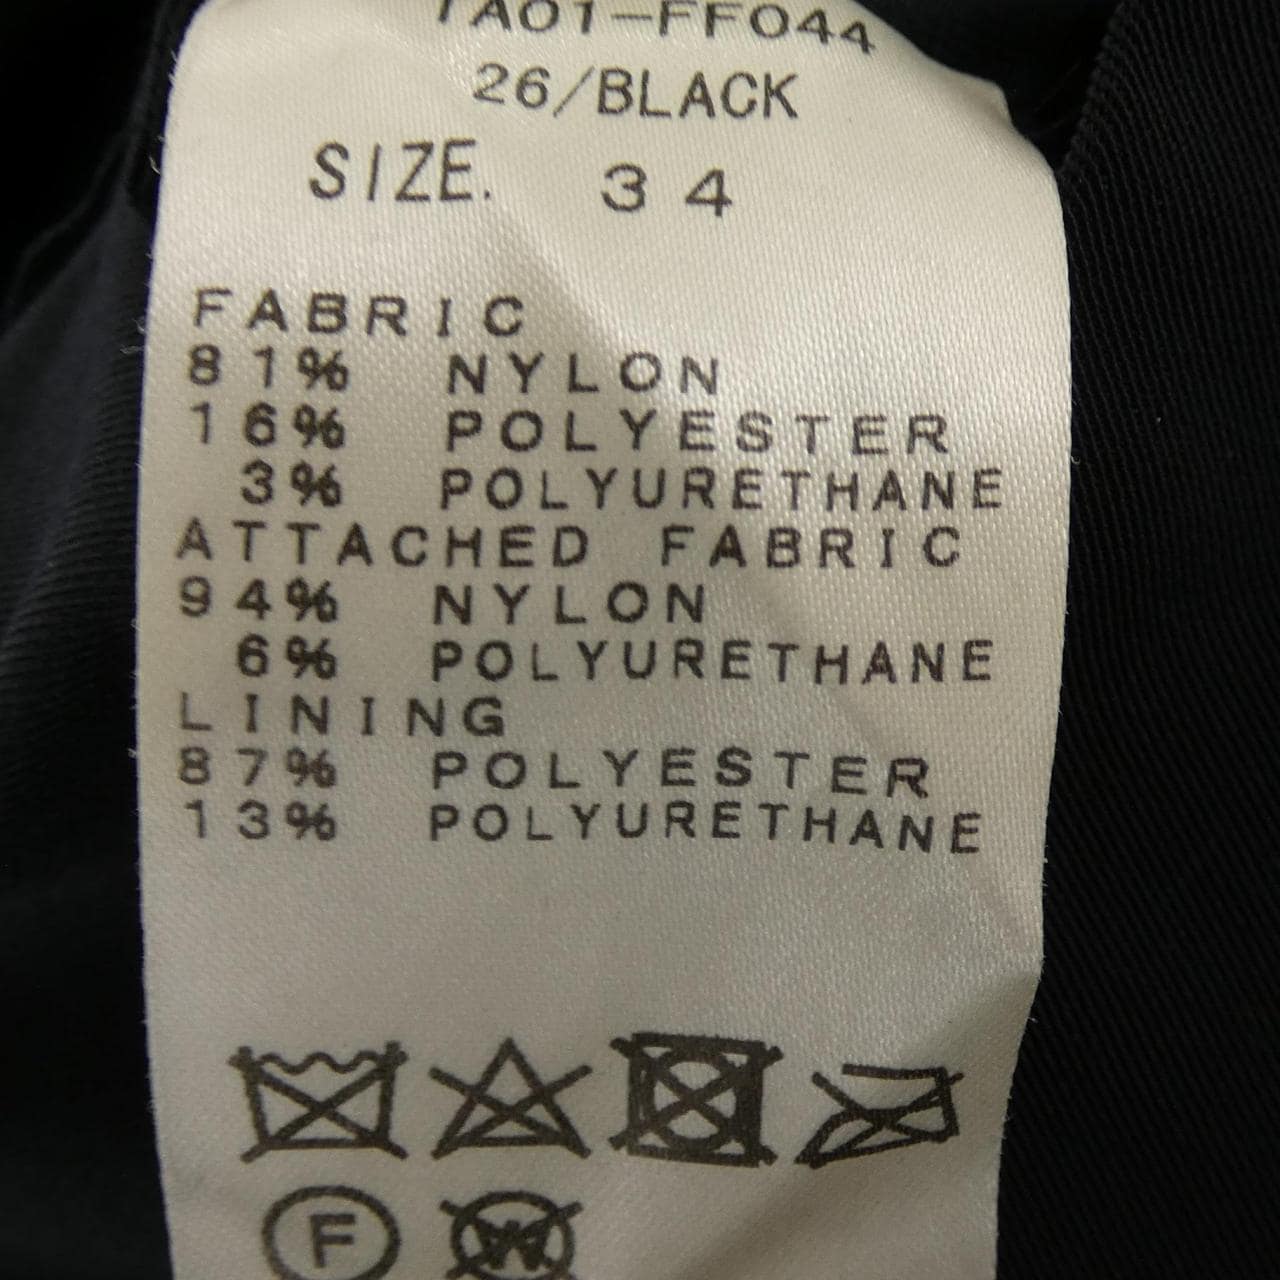 TA01-FF044
26/BLACK
SIZE. 34
FABRIC
81% NYLON
16% POLYESTER
3% POLYURETHANE
ATTACHED FABRIC
94% NYLON
6% POLYURETHANE
LINING
87% POLYESTER
13% POLYURETHANE
F W